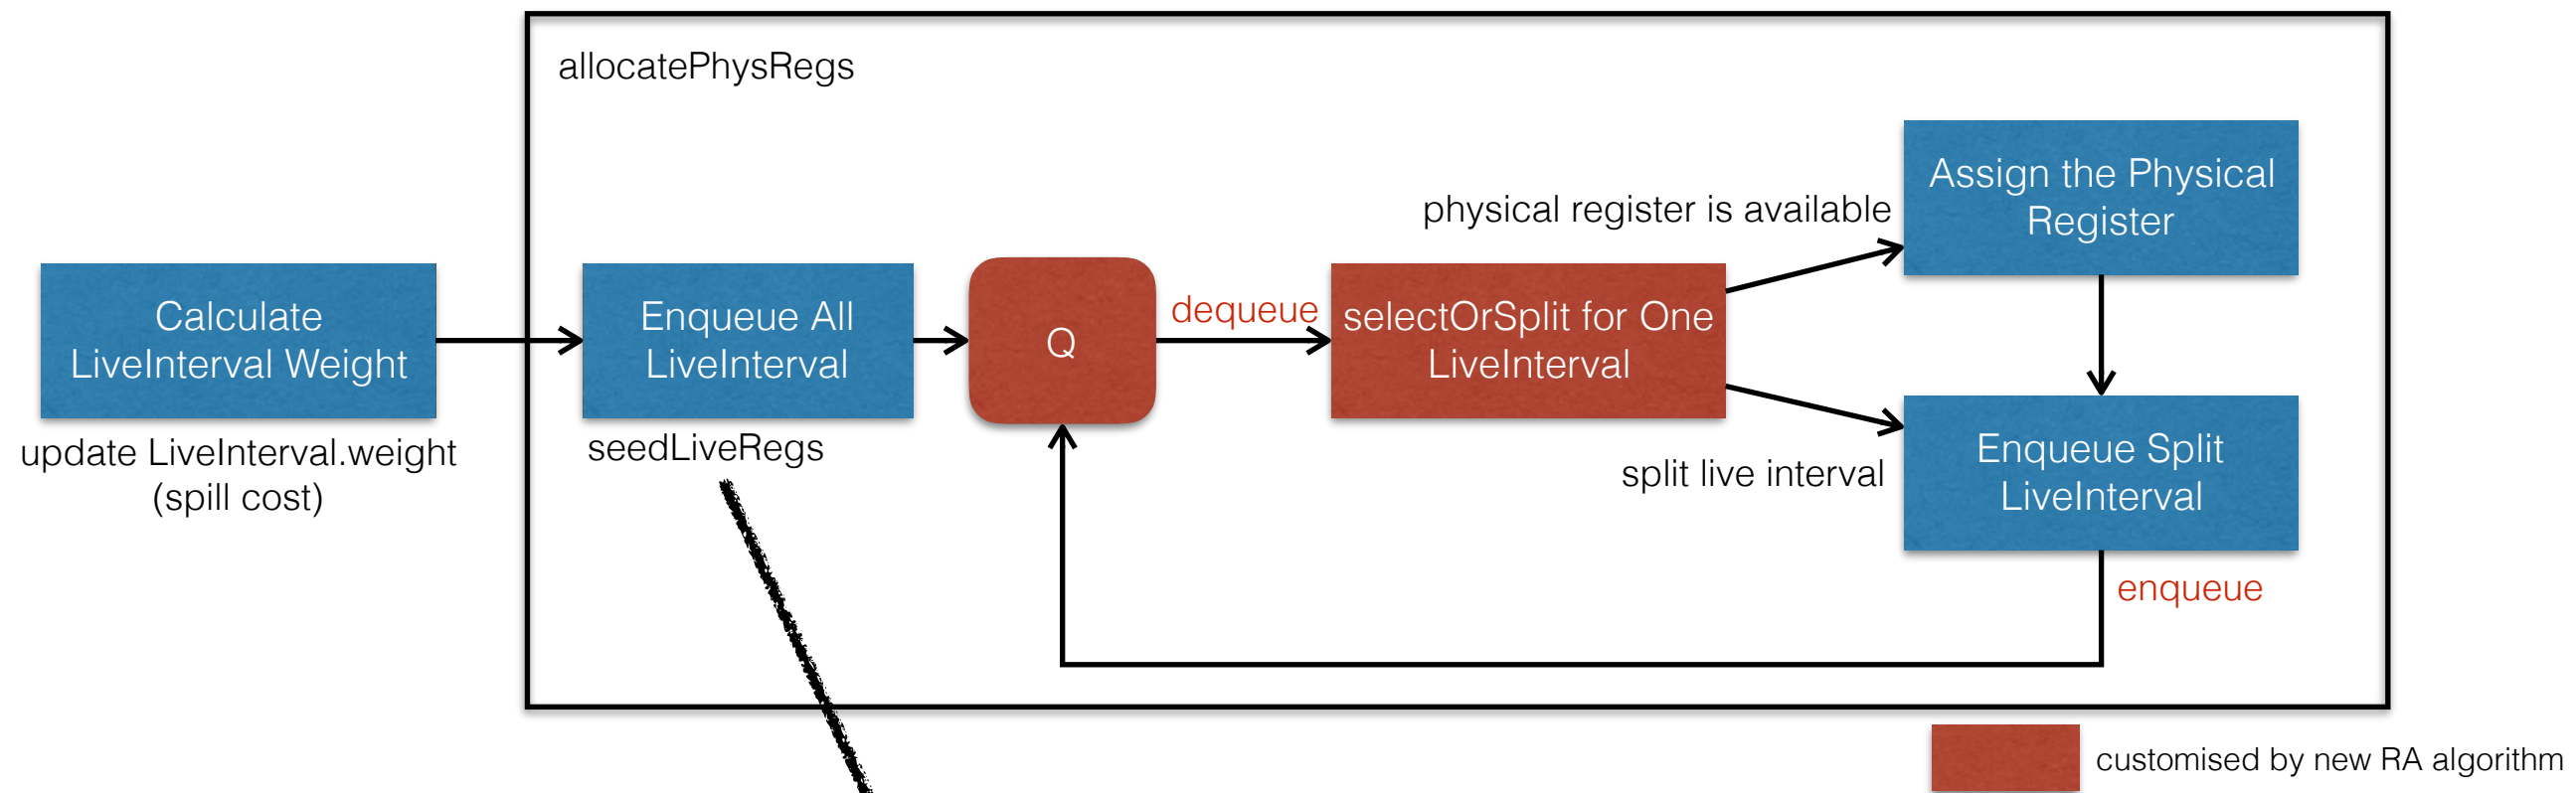 allocatePhysRegs
Calculate
LiveInterval Weight
update LiveInterval.weight
(spill cost)
Enqueue All
LiveInterval
seedLiveRegs
Q
dequeue
selectOrSplit for One
LiveInterval
physical register is available
Assign the Physical
Register
split live interval
Enqueue Split
LiveInterval
enqueue
customised by new RA algorithm